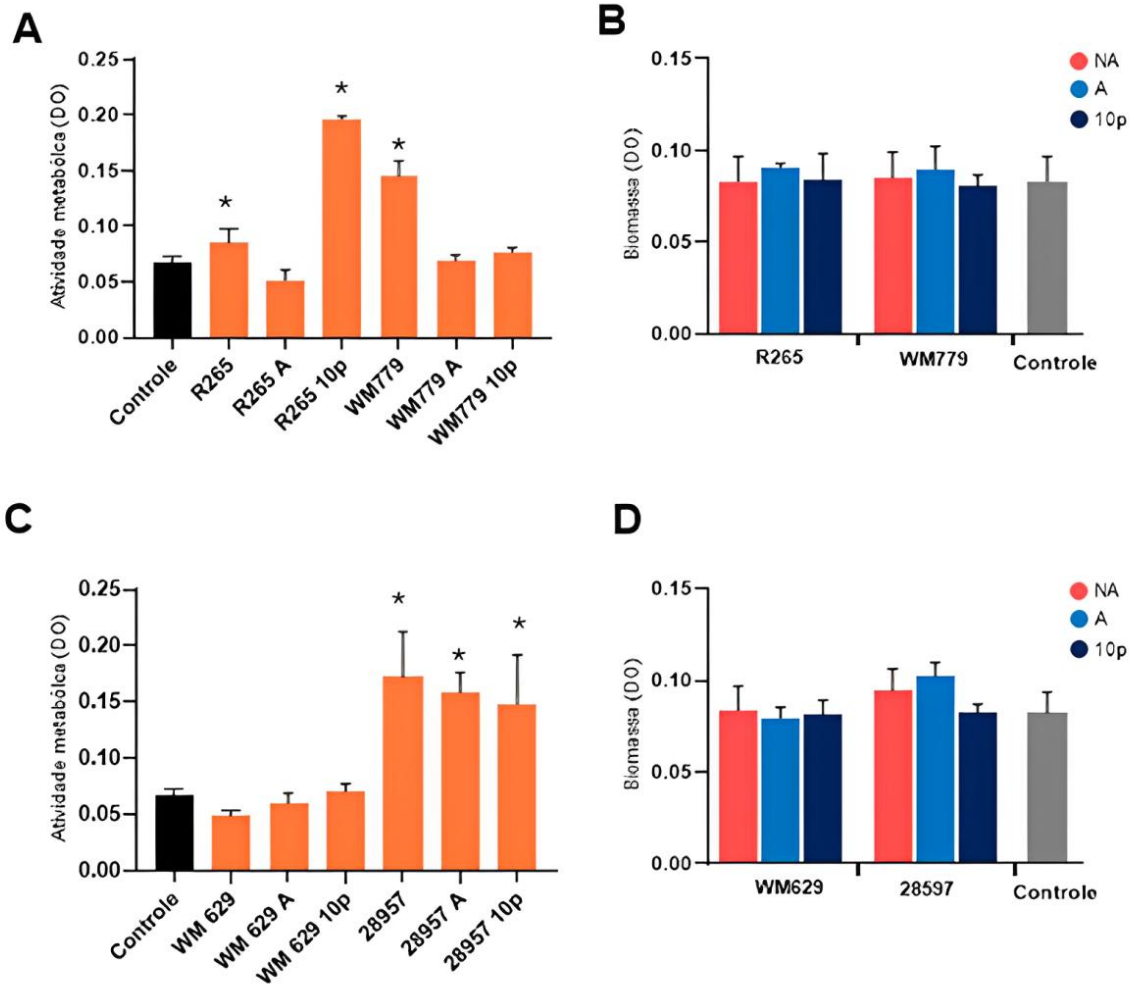 A
Atividade metabólca (DO)
0.25
0.20
0.15
0.10
0.05
0.00
*
*
*
Controle
R265
R265 A
R265 10p
WM779
WM779 A
WM779 10p
B
Biomassa (DO)
0.15
0.10
0.05
0.00
R265
WM779
Controle
NA
A
10p
C
Atividade metabólca (DO)
0.25
0.20
0.15
0.10
0.05
0.00
*
*
*
Controle
WM 629
WM 629 A
WM 629 10p
28957
28957 A
28957 10p
D
Biomassa (DO)
0.15
0.10
0.05
0.00
WM629
28597
Controle
NA
A
10p